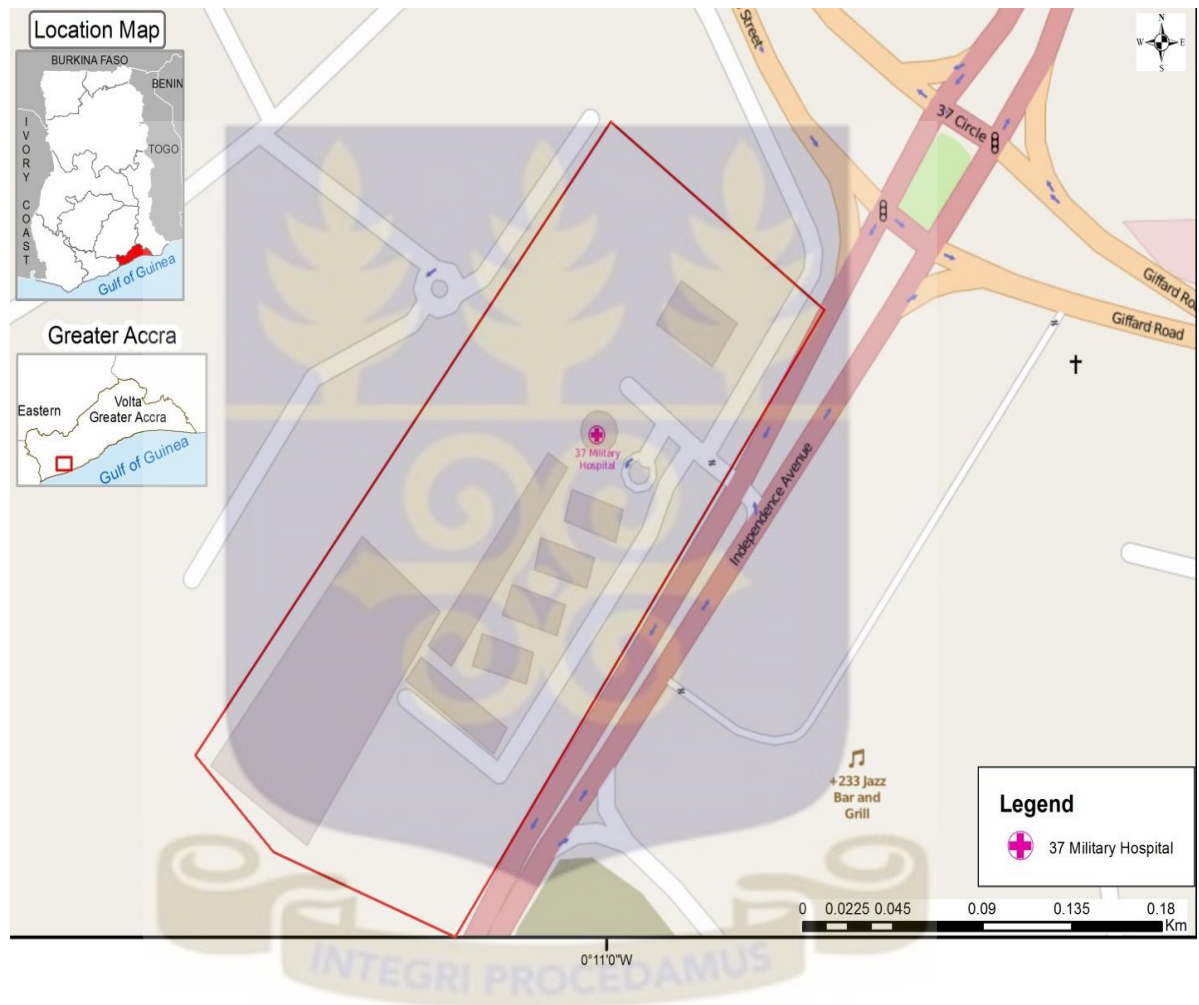 Location Map
BURKINA FASO
BENIN
IVORY COAST
TOGO
Gulf of Guinea
Greater Accra
Eastern
Volta
Greater Accra
Gulf of Guinea
Street
N
W
E
S
37 Circle
Giffard Ro
Giffard Road
37 Military
Hospital
Independence Avenue
+233 Jazz
Bar and
Grill
Legend
37 Military Hospital
0 0.0225 0.045 0.09 0.135 0.18
Km
0°11'0"W
INTEGRI PROCEDAMUS